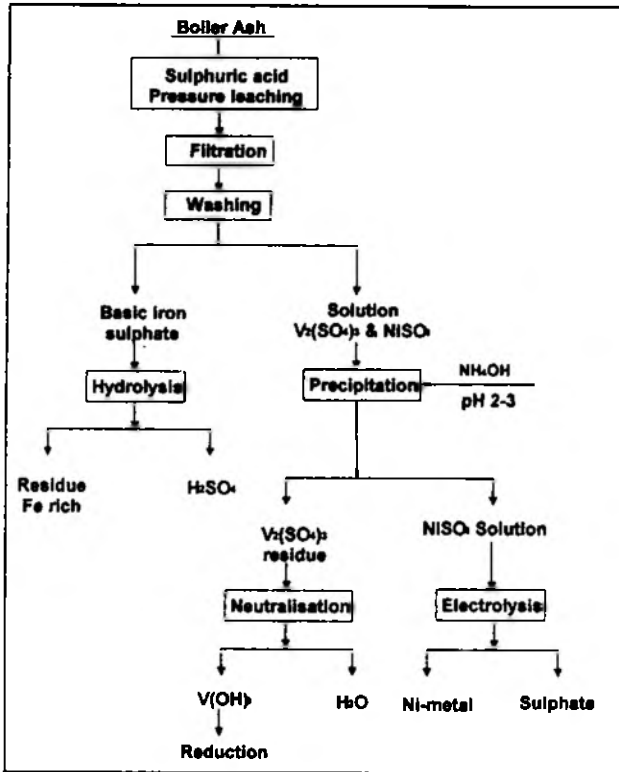 Boiler Ash
Sulphuric acid
Pressure leaching
Filtration
Washing
Basic iron
sulphate
Solution
V₂(SO₄)₃ & NISO₄
Hydrolysis
Precipitation
NH₄OH
pH 2-3
Residue
Fe rich
H₂SO₄
V₂(SO₄)₃
residue
NISO₄ Solution
Neutralisation
Electrolysis
V(OH)₃
H₂O
Ni-metal
Sulphate
Reduction